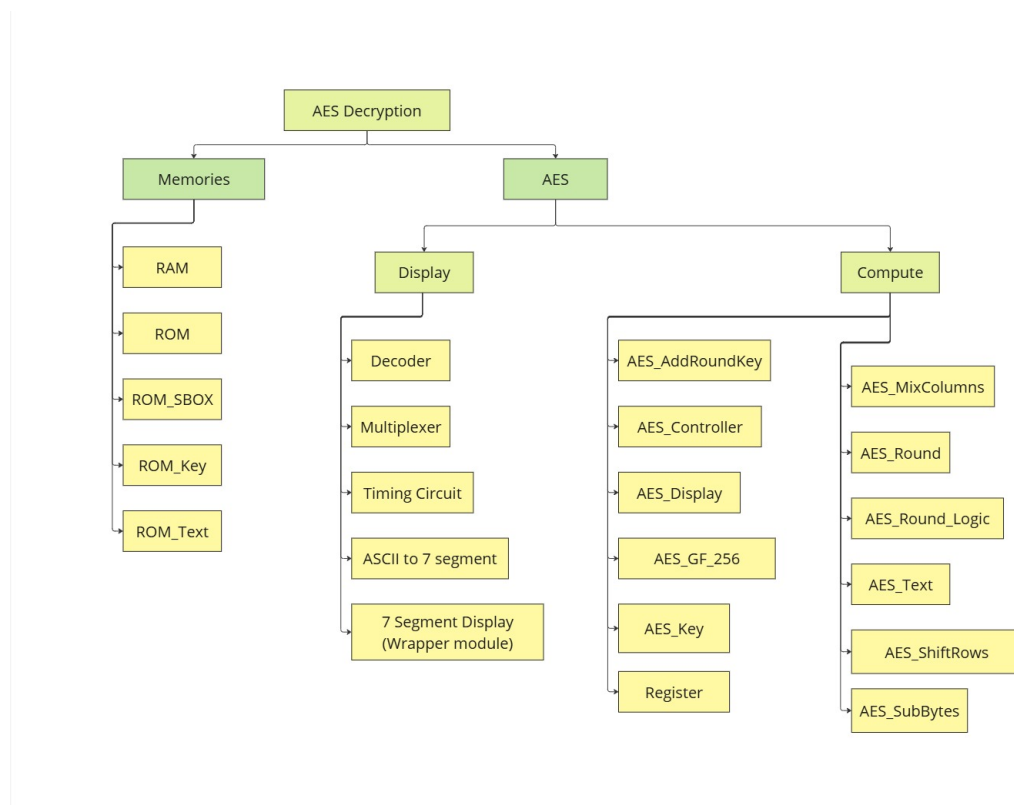 AES Decryption
Memories
AES
RAM
ROM
ROM_SBOX
ROM_Key
ROM_Text
Display
Decoder
Multiplexer
Timing Circuit
ASCII to 7 segment
7 Segment Display
(Wrapper module)
Compute
AES_AddRoundKey
AES_Controller
AES_Display
AES_GF_256
AES_Key
Register
AES_MixColumns
AES_Round
AES_Round_Logic
AES_Text
AES_ShiftRows
AES_SubBytes